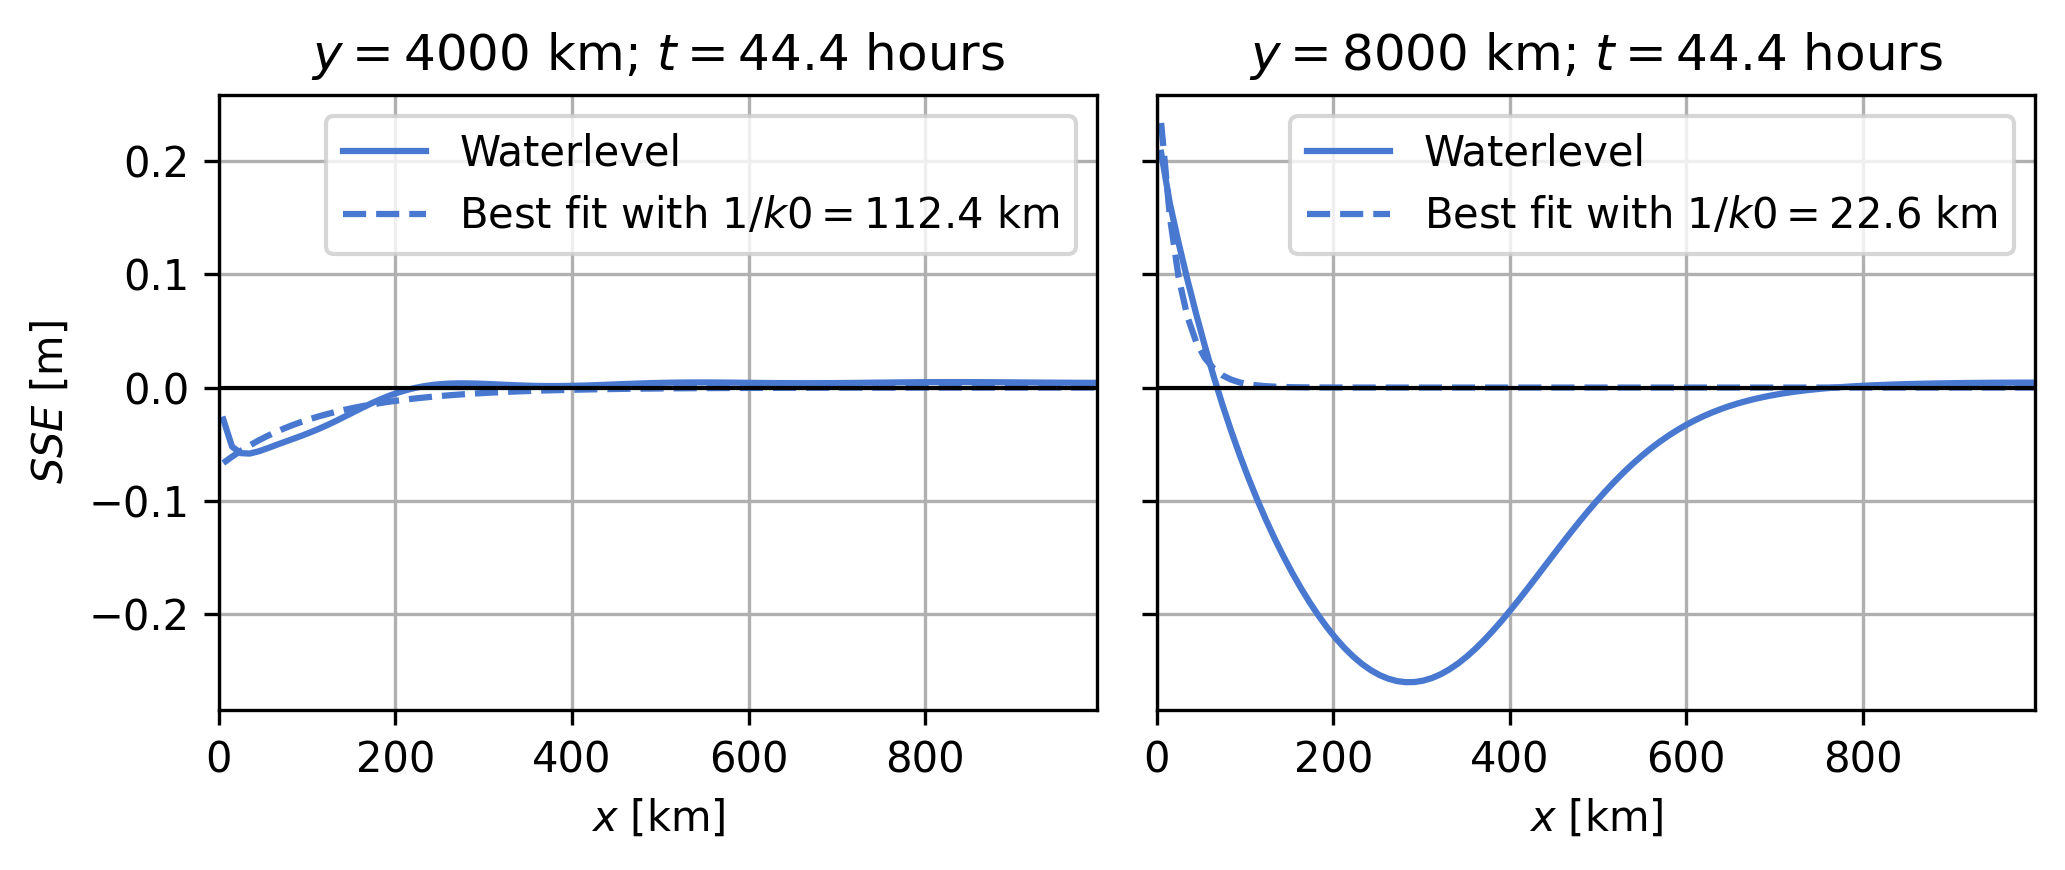 y = 4000 km; t = 44.4 hours
Waterlevel
Best fit with 1/k0 = 112.4 km
0.2
0.1
0.0
−0.1
−0.2
SSE [m]
0 200 400 600 800
x [km]
y = 8000 km; t = 44.4 hours
Waterlevel
Best fit with 1/k0 = 22.6 km
0 200 400 600 800
x [km]